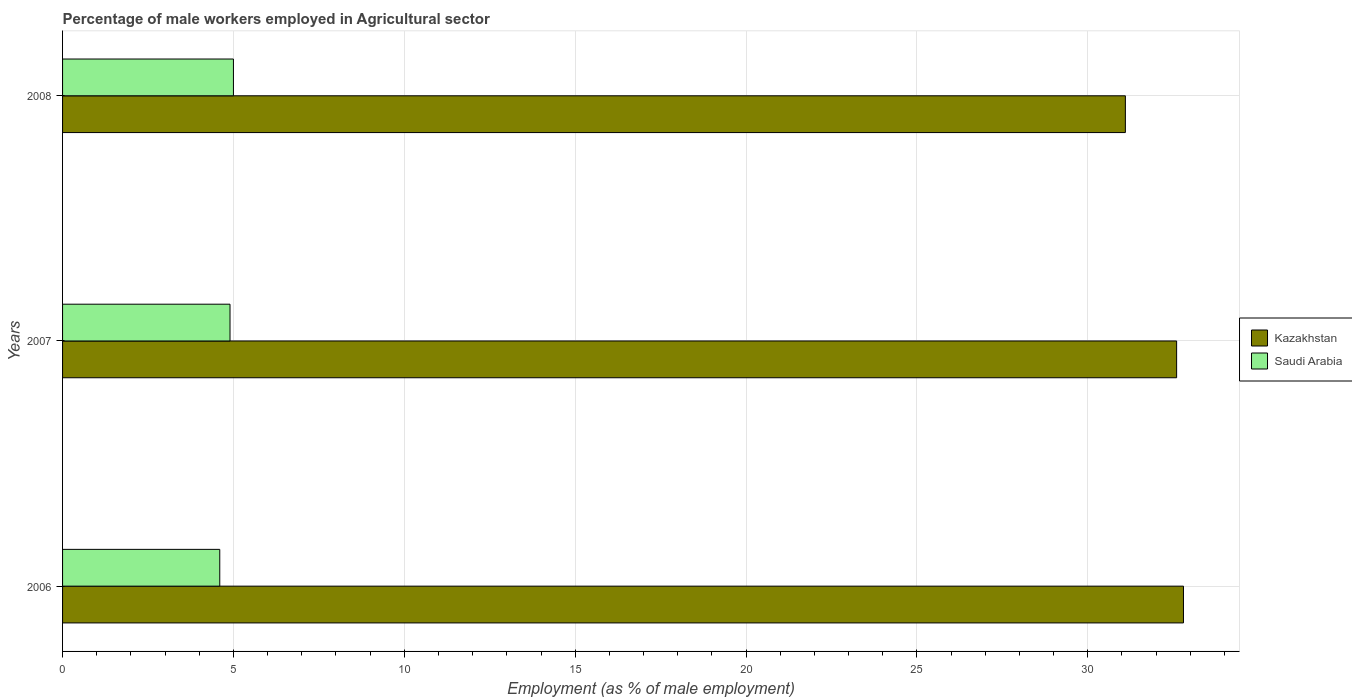 Percentage of male workers employed in Agricultural sector
2008
2007
2006
Years
0
5
10
15
20
25
30
Employment (as % of male employment)
Kazakhstan
Saudi Arabia